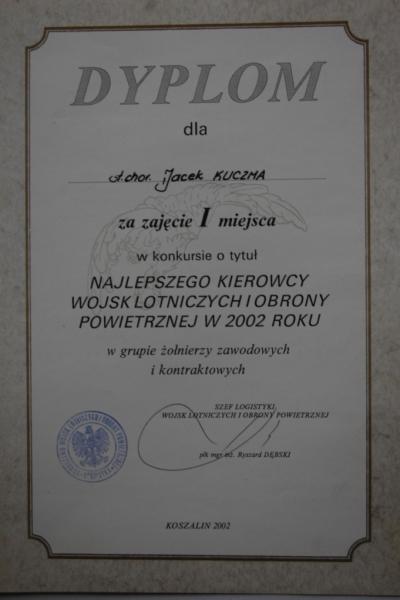 DYPLOM
dla
st. chor. Jacek KUCZMA
za zajęcie I miejsca
w konkursie o tytuł
NAJLEPSZEGO KIEROWCY
WOJSK LOTNICZYCH I OBRONY
POWIETRZNEJ W 2002 ROKU
w grupie żołnierzy zawodowych
i kontraktowych
SZEF LOGISTYKI
WOJSK LOTNICZYCH I OBRONY POWIETRZNEJ
płk mgr inż. Ryszard DĘBSKI
KOSZALIN 2002